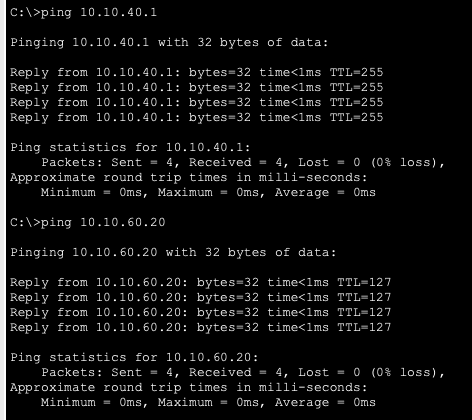 C:\>ping 10.10.40.1
Pinging 10.10.40.1 with 32 bytes of data:
Reply from 10.10.40.1: bytes=32 time<1ms TTL=255
Reply from 10.10.40.1: bytes=32 time<1ms TTL=255
Reply from 10.10.40.1: bytes=32 time<1ms TTL=255
Reply from 10.10.40.1: bytes=32 time<1ms TTL=255
Ping statistics for 10.10.40.1:
    Packets: Sent = 4, Received = 4, Lost = 0 (0% loss),
Approximate round trip times in milli-seconds:
    Minimum = 0ms, Maximum = 0ms, Average = 0ms
C:\>ping 10.10.60.20
Pinging 10.10.60.20 with 32 bytes of data:
Reply from 10.10.60.20: bytes=32 time<1ms TTL=127
Reply from 10.10.60.20: bytes=32 time<1ms TTL=127
Reply from 10.10.60.20: bytes=32 time<1ms TTL=127
Reply from 10.10.60.20: bytes=32 time<1ms TTL=127
Ping statistics for 10.10.60.20:
    Packets: Sent = 4, Received = 4, Lost = 0 (0% loss),
Approximate round trip times in milli-seconds:
    Minimum = 0ms, Maximum = 0ms, Average = 0ms